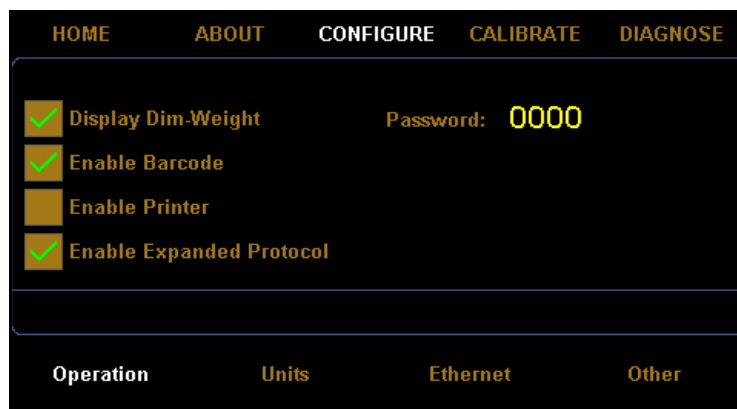 HOME ABOUT CONFIGURE CALIBRATE DIAGNOSE
Display Dim-Weight Password: 0000
Enable Barcode
Enable Printer
Enable Expanded Protocol
Operation Units Ethernet Other